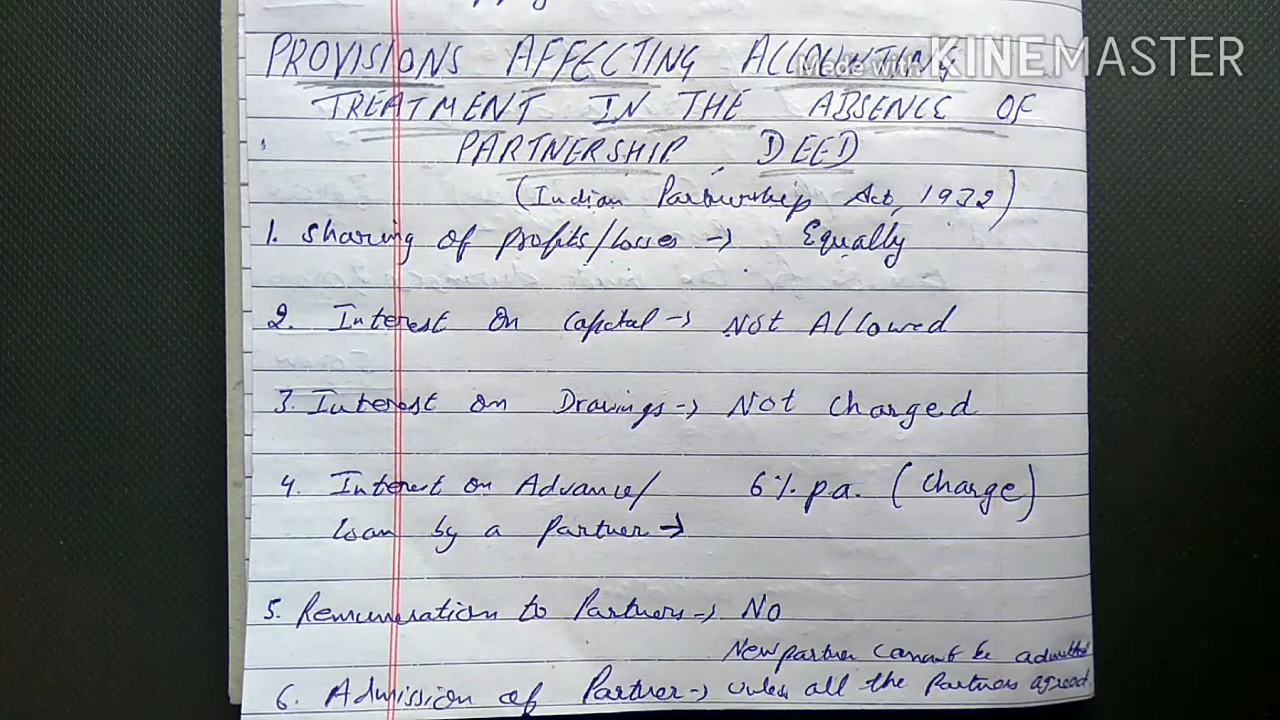 PROVISIONS AFFECTING ACCOUNTING
Made with KINEMASTER
TREATMENT IN THE ABSENCE OF
PARTNERSHIP DEED
(Indian Partnership Act, 1932)
1. Sharing of Profits/Losses → Equally
2. Interest on Capital → Not Allowed
3. Interest on Drawings → Not Charged
4. Interest on Advance/ 6% p.a. (Charge)
loan by a Partner →
5. Remuneration to Partners → NO
New partner cannot be admitted
6. Admission of Partner → unless all the Partners agreed.